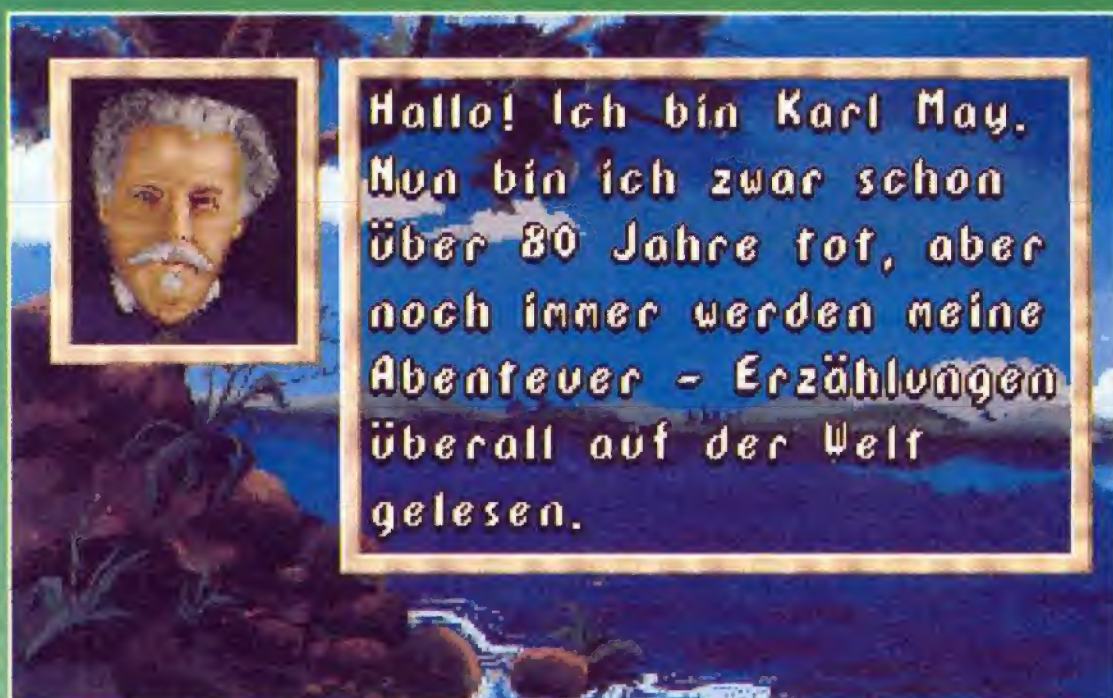 Hallo! Ich bin Karl May.
Nun bin ich zwar schon
über 80 Jahre tot, aber
noch immer werden meine
Abenteuer - Erzählungen
überall auf der Welt
gelesen.